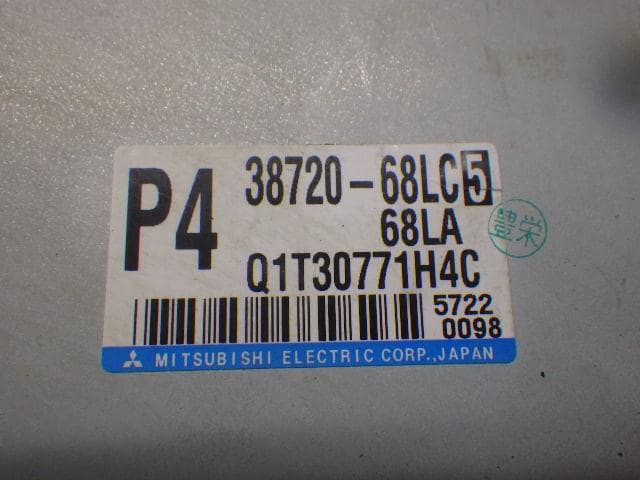 P4
38720-68LC5
68LA
Q1T30771H4C
5722
0098
MITSUBISHI ELECTRIC CORP., JAPAN